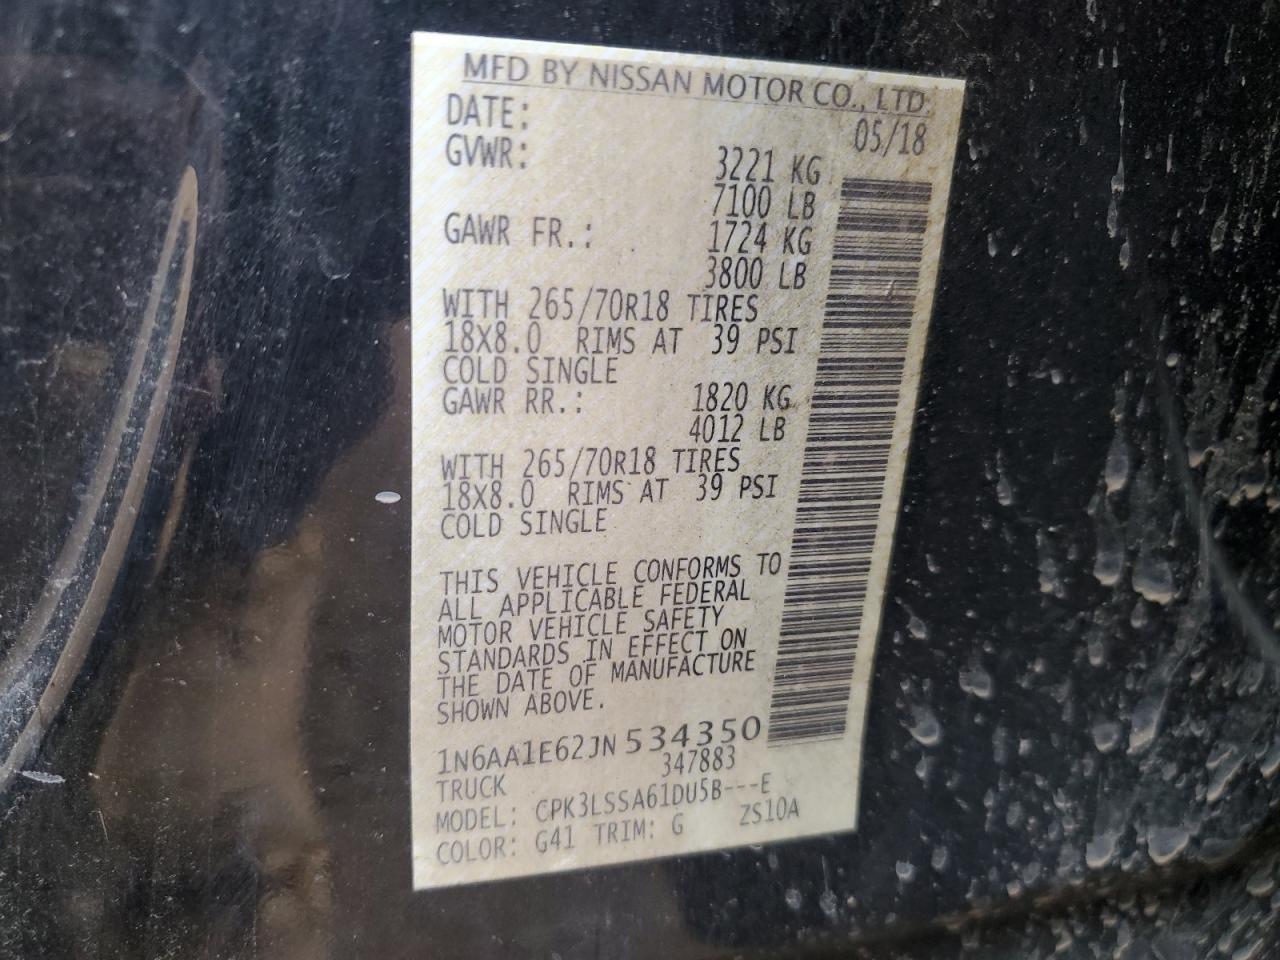 MFD BY NISSAN MOTOR CO., LTD.
DATE: 05/18
GVWR: 3221 KG
7100 LB
GAWR FR.: 1724 KG
3800 LB
WITH 265/70R18 TIRES
18X8.0 RIMS AT 39 PSI
COLD SINGLE
GAWR RR.: 1820 KG
4012 LB
WITH 265/70R18 TIRES
18X8.0 RIMS AT 39 PSI
COLD SINGLE
THIS VEHICLE CONFORMS TO
ALL APPLICABLE FEDERAL
MOTOR VEHICLE SAFETY
STANDARDS IN EFFECT ON
THE DATE OF MANUFACTURE
SHOWN ABOVE.
1N6AA1E62JN534350
TRUCK 347883
MODEL: CPK3LSSA61DU5B---E
COLOR: G41 TRIM: G ZS10A